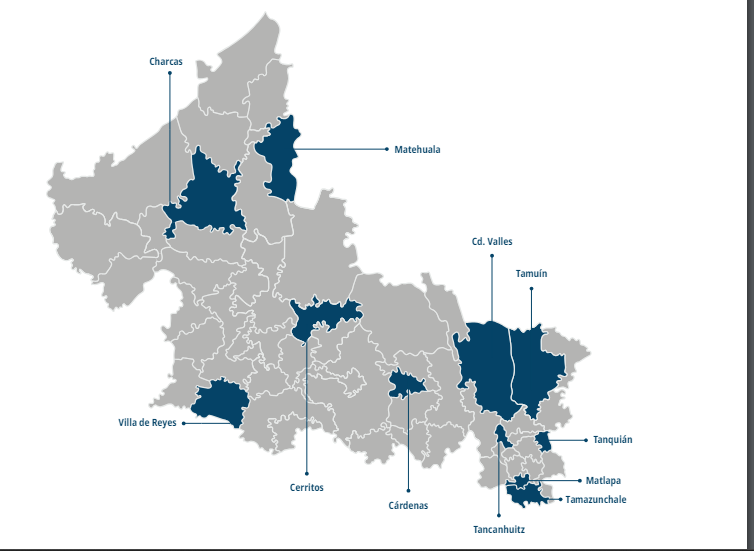 Charcas
Matehuala
Cd. Valles
Tamuín
Villa de Reyes
Tanquián
Cerritos
Matlapa
Cárdenas
Tamazunchale
Tancanhuitz